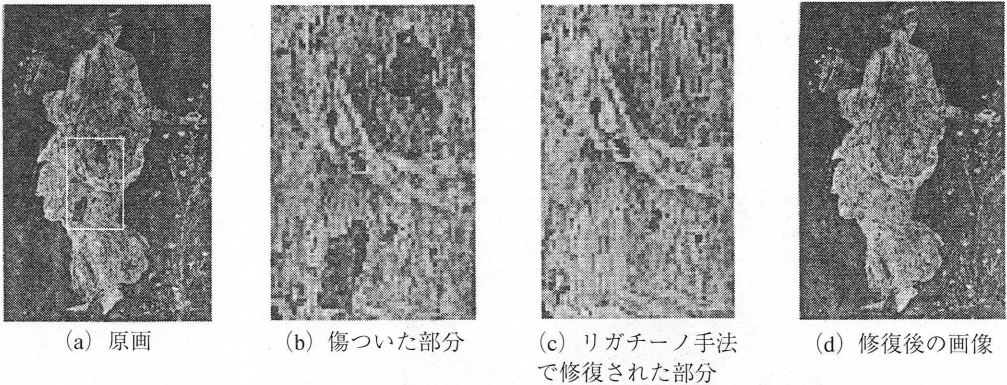 (a) 原画
(b) 傷ついた部分
(c) リガチーノ手法
で修復された部分
(d) 修復後の画像